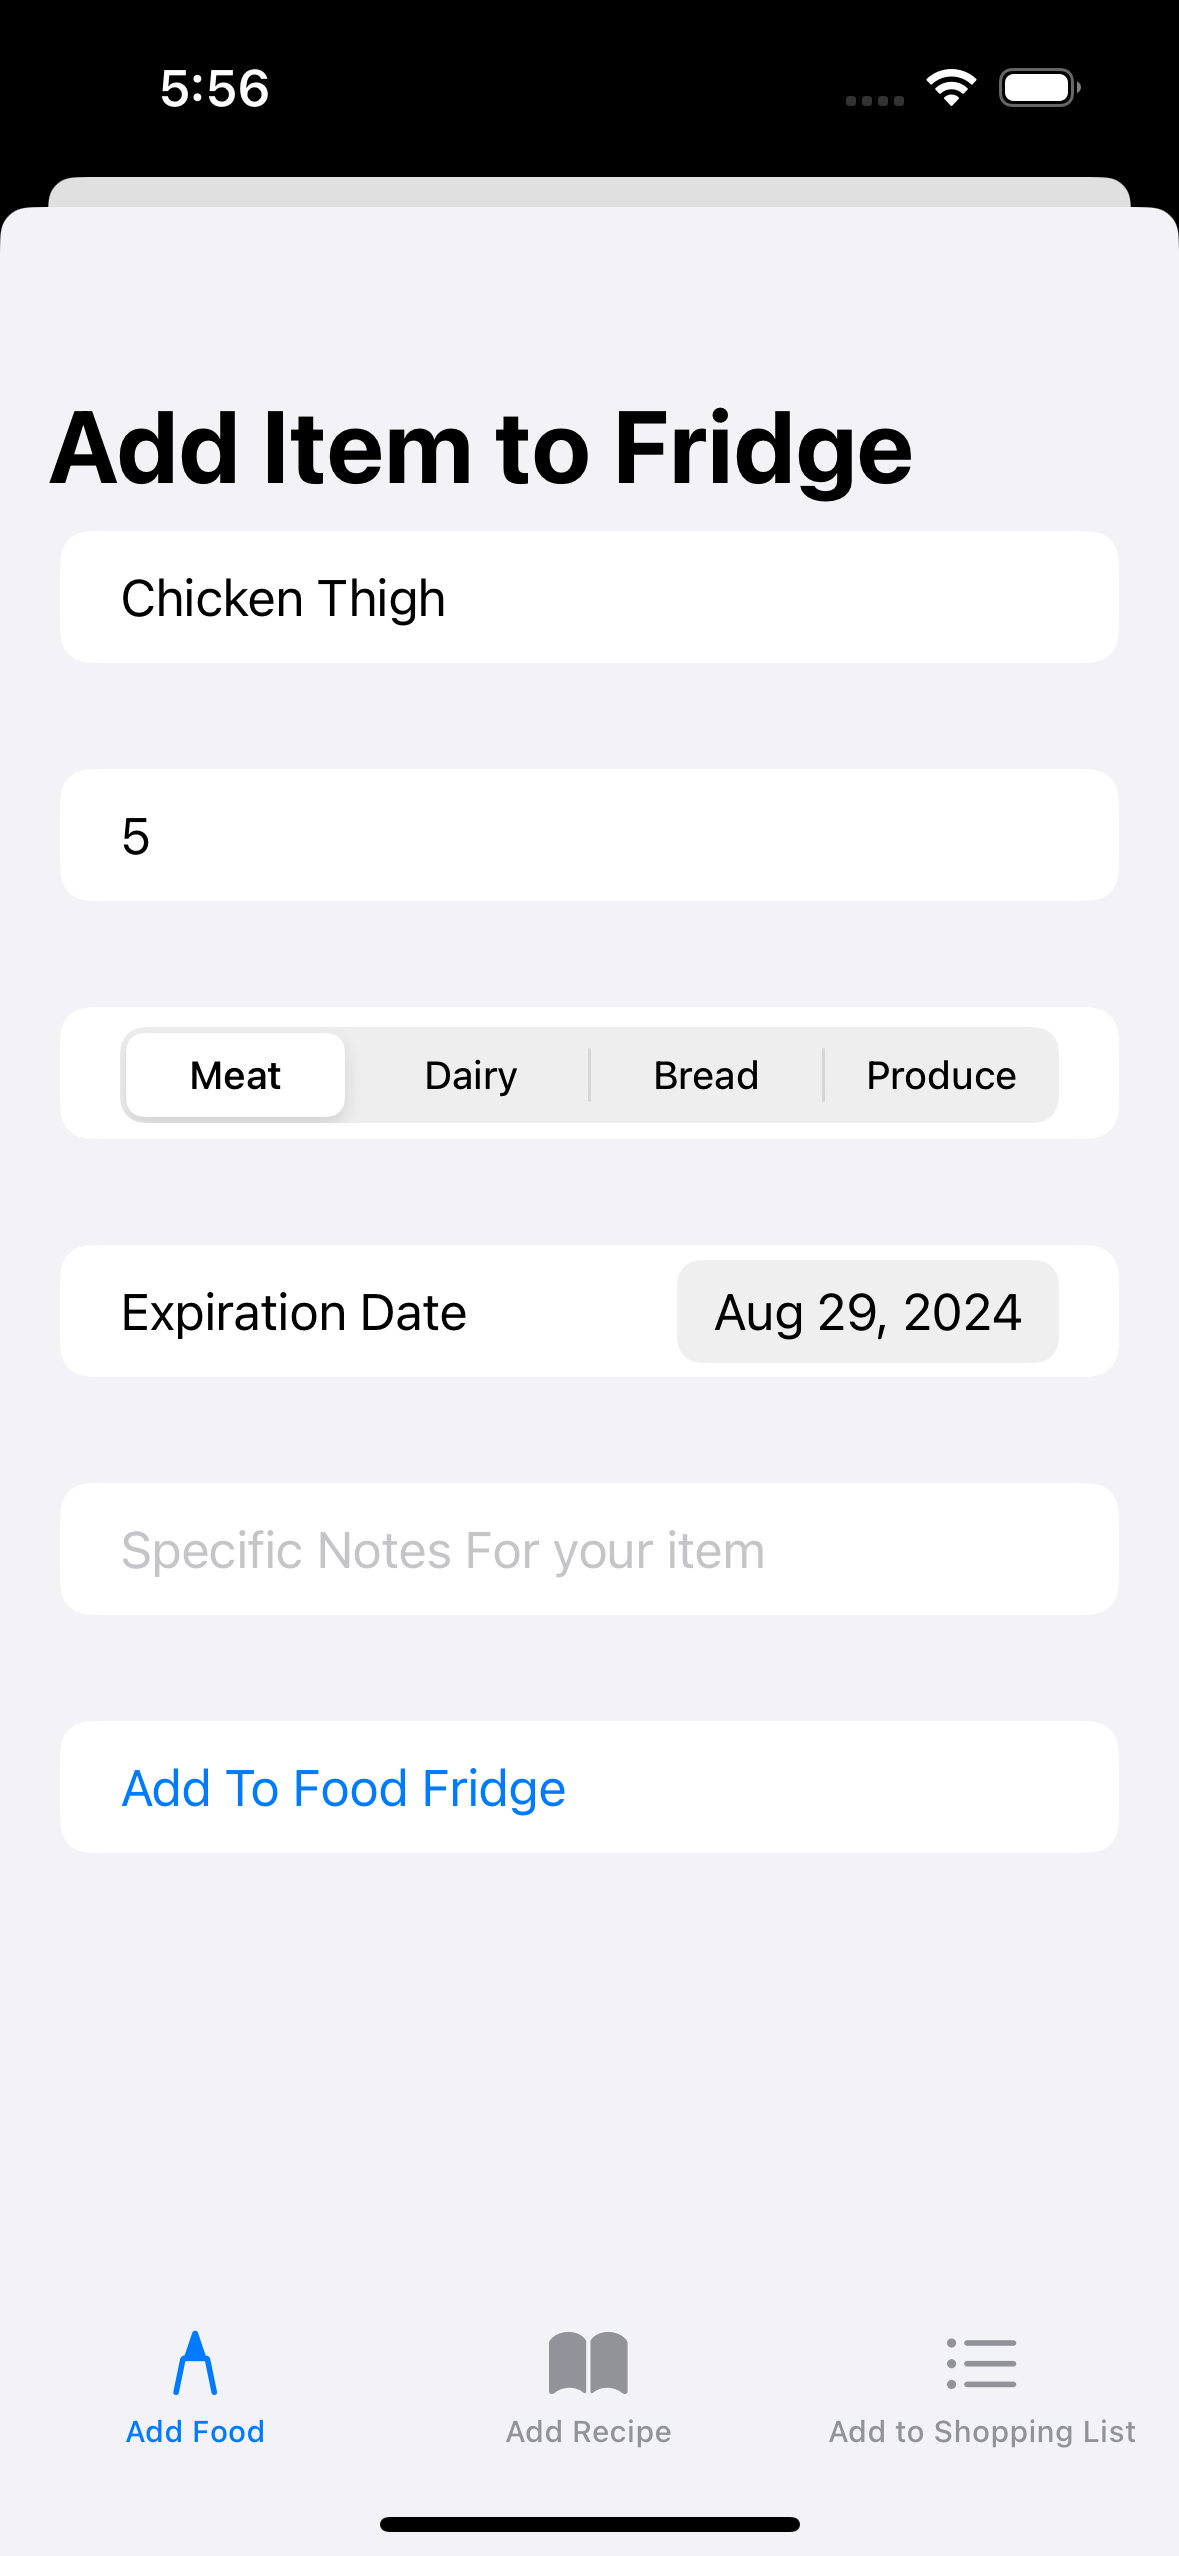 5:56
Add Item to Fridge
Chicken Thigh
5
Meat Dairy Bread Produce
Expiration Date Aug 29, 2024
Specific Notes For your item
Add To Food Fridge
Add Food Add Recipe Add to Shopping List